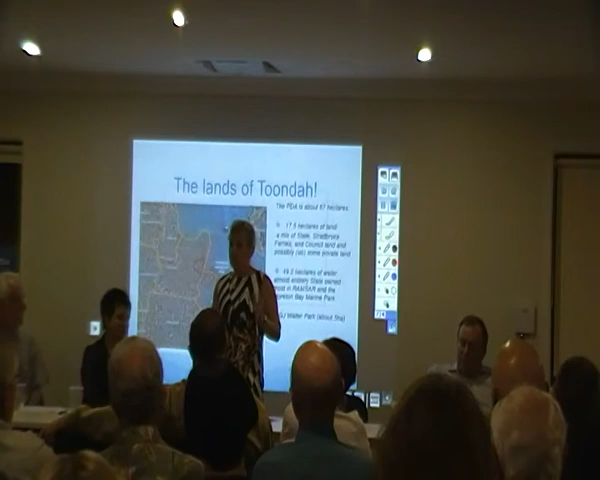 The lands of Toondah!
The PDA is about 67 hectares
17.5 hectares of land
a mix of State, Stradbroke
Ferries, and Council land and
possibly (sic) some private land
49.5 hectares of water
almost entirely State owned
most in RAMSAR and the
Moreton Bay Marine Park
GJ Walter Park (about 5ha)